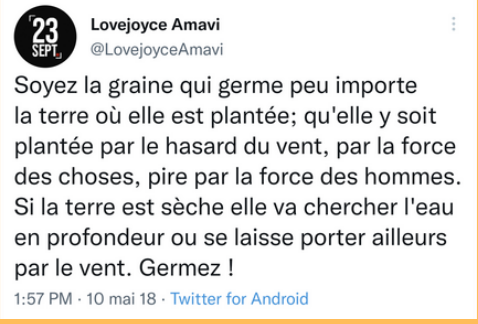 '23
SEPT
Lovejoyce Amavi
@LovejoyceAmavi
Soyez la graine qui germe peu importe
la terre où elle est plantée; qu'elle y soit
plantée par le hasard du vent, par la force
des choses, pire par la force des hommes.
Si la terre est sèche elle va chercher l'eau
en profondeur ou se laisse porter ailleurs
par le vent. Germez !
1:57 PM · 10 mai 18 · Twitter for Android